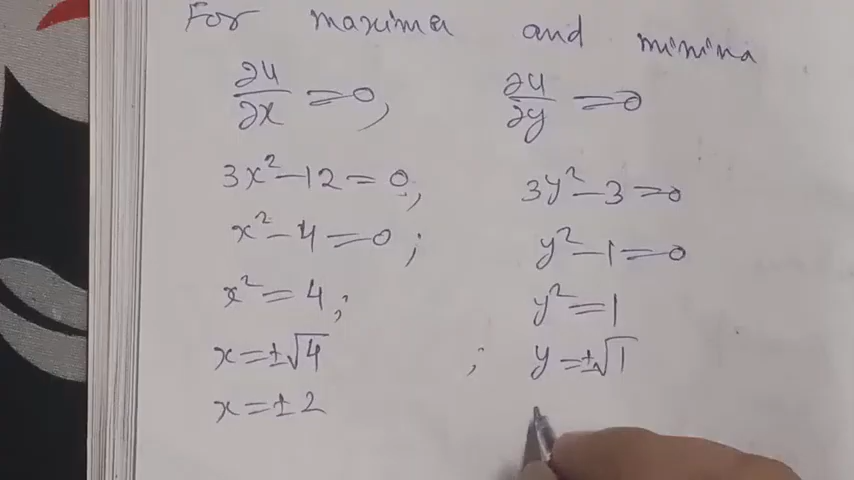 For maxima and minima
∂u/∂x = 0, ∂u/∂y = 0
3x² - 12 = 0, 3y² - 3 = 0
x² - 4 = 0 ; y² - 1 = 0
x² = 4 ; y² = 1
x = ±√4 ; y = ±√1
x = ± 2